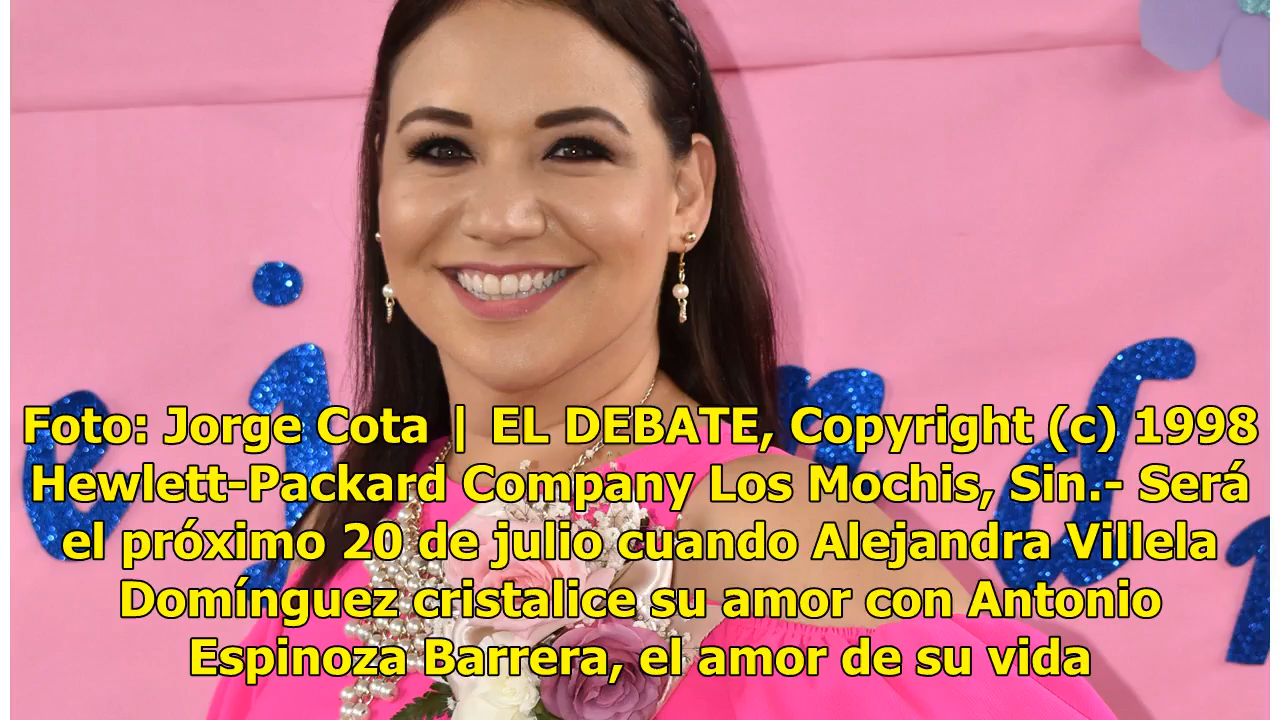 ejand
Foto: Jorge Cota | EL DEBATE, Copyright (c) 1998
Hewlett-Packard Company Los Mochis, Sin.- Será
el próximo 20 de julio cuando Alejandra Villela
Domínguez cristalice su amor con Antonio
Espinoza Barrera, el amor de su vida